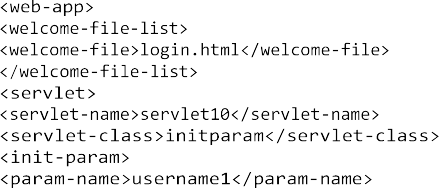 <web-app>
<welcome-file-list>
<welcome-file>login.html</welcome-file>
</welcome-file-list>
<servlet>
<servlet-name>servlet10</servlet-name>
<servlet-class>initparam</servlet-class>
<init-param>
<param-name>username1</param-name>